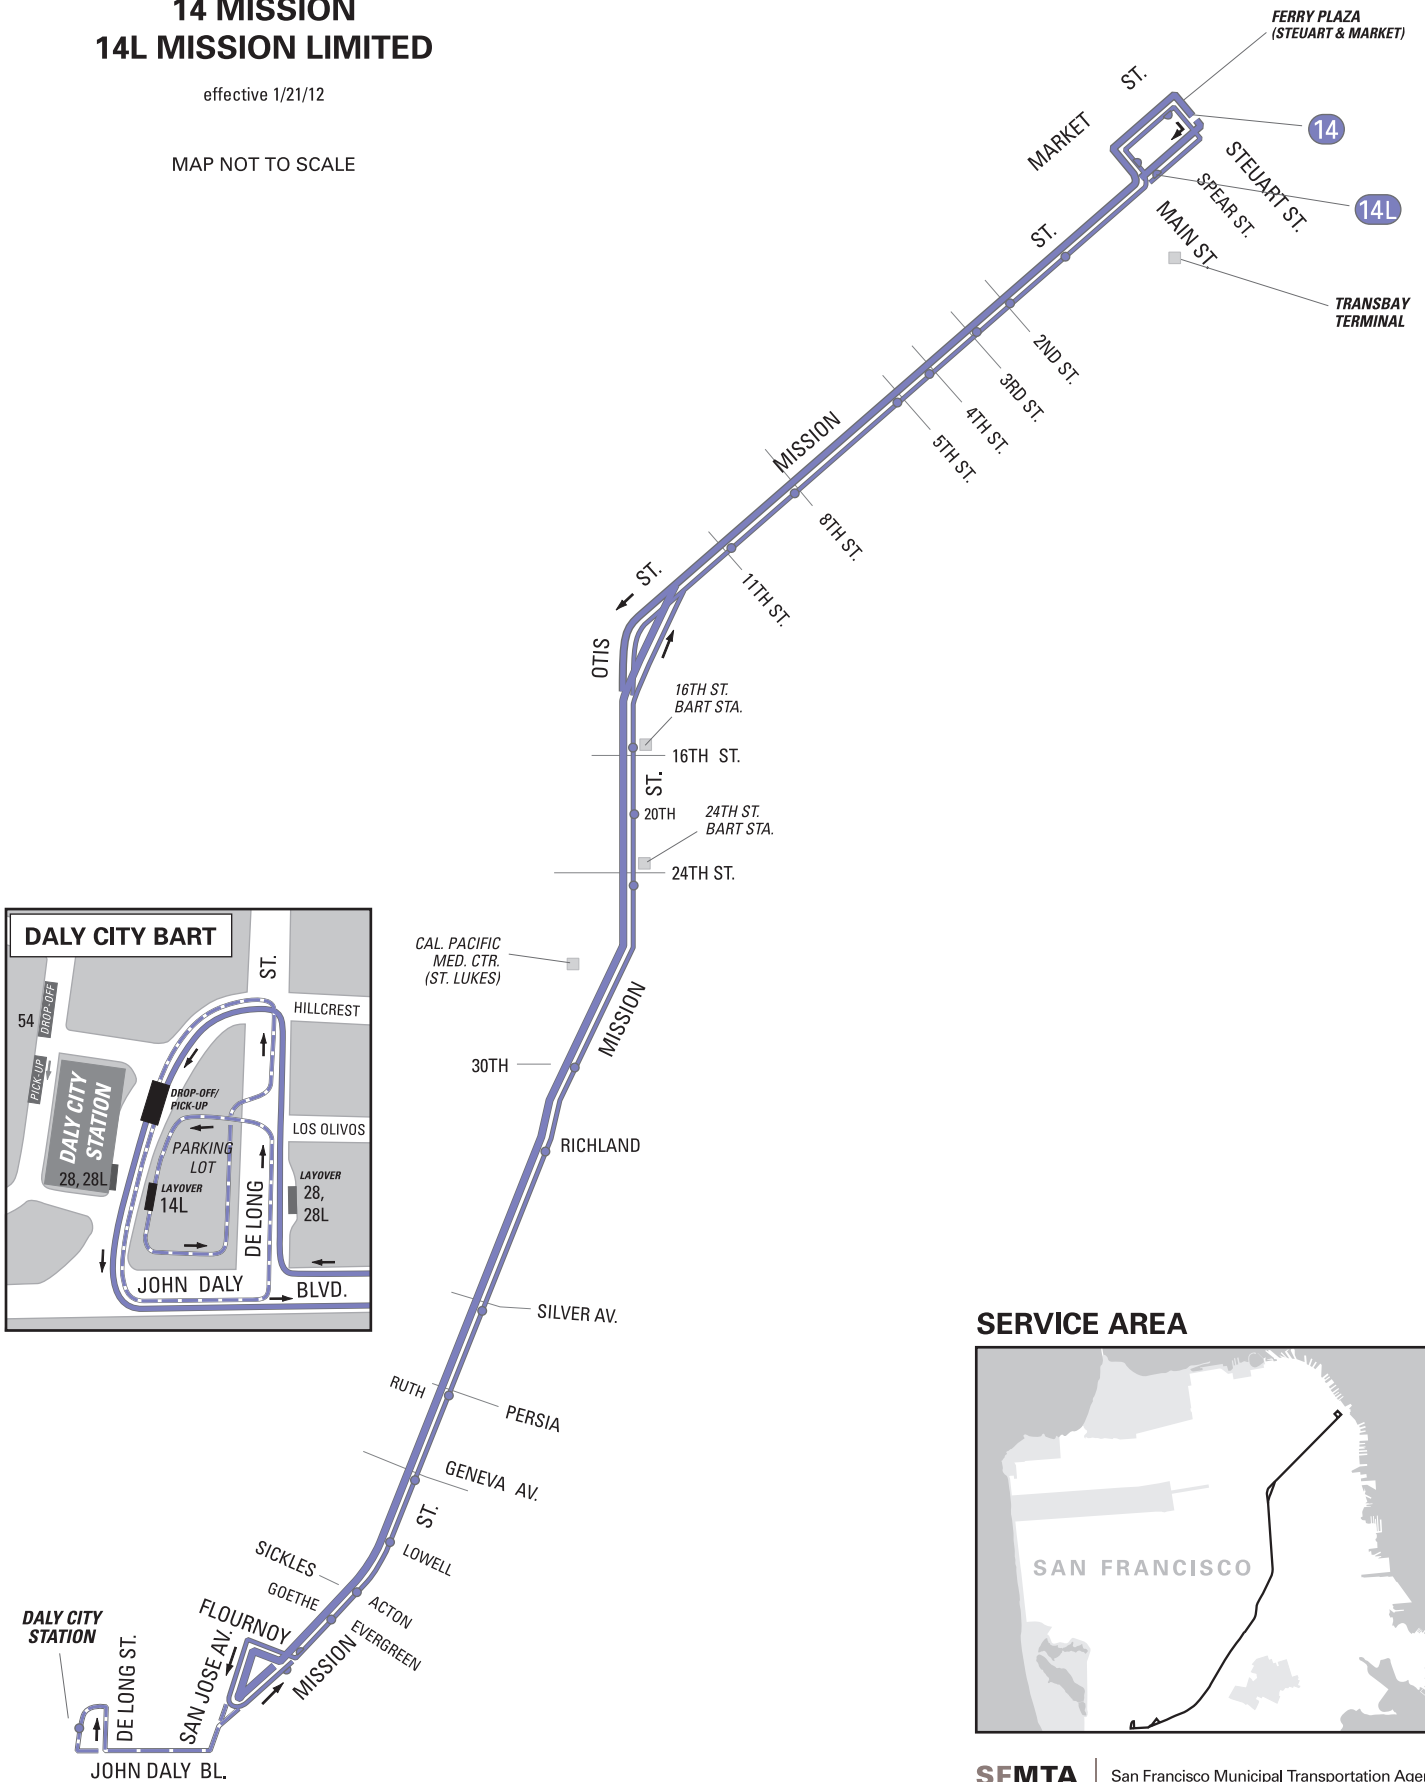 14 MISSION
14L MISSION LIMITED
effective 1/21/12
MAP NOT TO SCALE
FERRY PLAZA
(STEUART & MARKET)
MARKET ST.
14
STEUART ST.
SPEAR ST.
14L
MAIN ST.
TRANSBAY
TERMINAL
ST.
2ND ST.
3RD ST.
4TH ST.
5TH ST.
MISSION
8TH ST.
11TH ST.
ST.
OTIS
16TH ST.
BART STA.
16TH ST.
ST.
20TH
24TH ST.
BART STA.
24TH ST.
CAL. PACIFIC
MED. CTR.
(ST. LUKES)
MISSION
30TH
RICHLAND
SILVER AV.
RUTH
PERSIA
GENEVA AV.
ST.
LOWELL
SICKLES
GOETHE
ACTON
FLOURNOY
EVERGREEN
MISSION
SAN JOSE AV.
DALY CITY
STATION
DE LONG ST.
JOHN DALY BL.
DALY CITY BART
ST.
HILLCREST
54
DROP-OFF
PICK-UP
DALY CITY
STATION
28, 28L
DROP-OFF/
PICK-UP
LOS OLIVOS
PARKING
LOT
LAYOVER
14L
LAYOVER
28,
28L
DE LONG
JOHN DALY BLVD.
SERVICE AREA
SAN FRANCISCO
SFMTA
San Francisco Municipal Transportation Agen